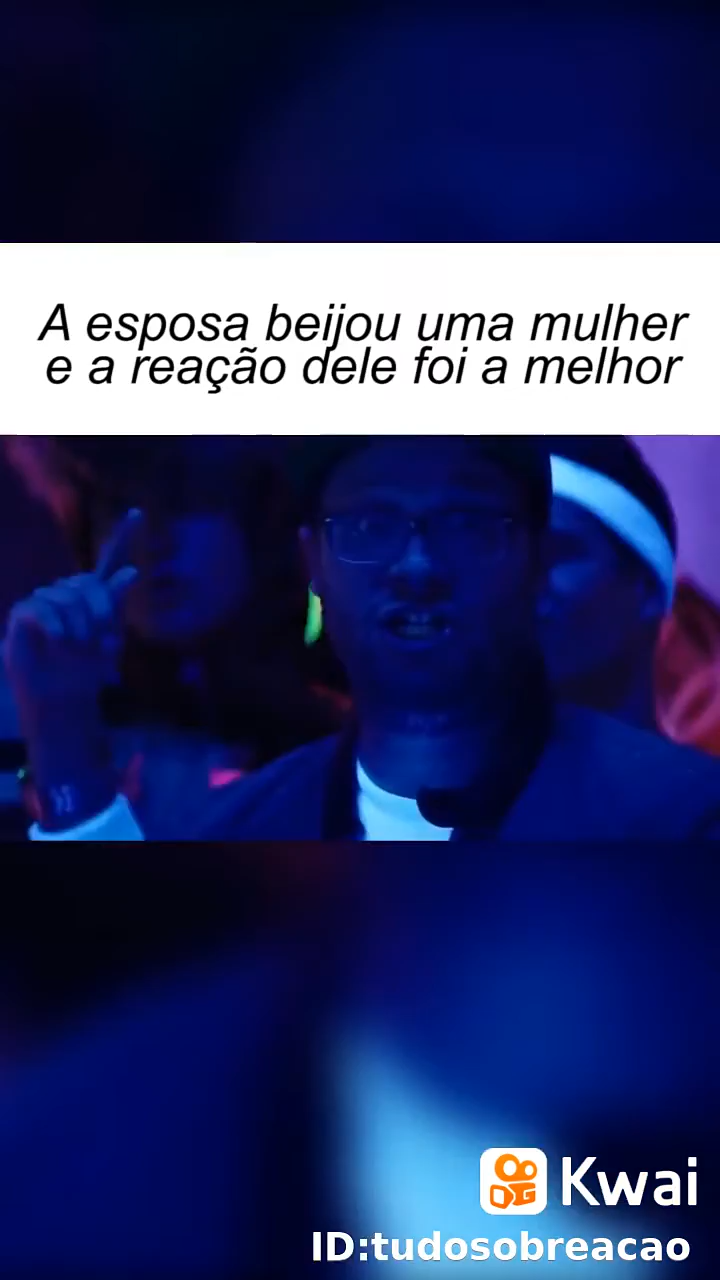 A esposa beijou uma mulher
e a reação dele foi a melhor
Kwai
ID:tudosobreacao